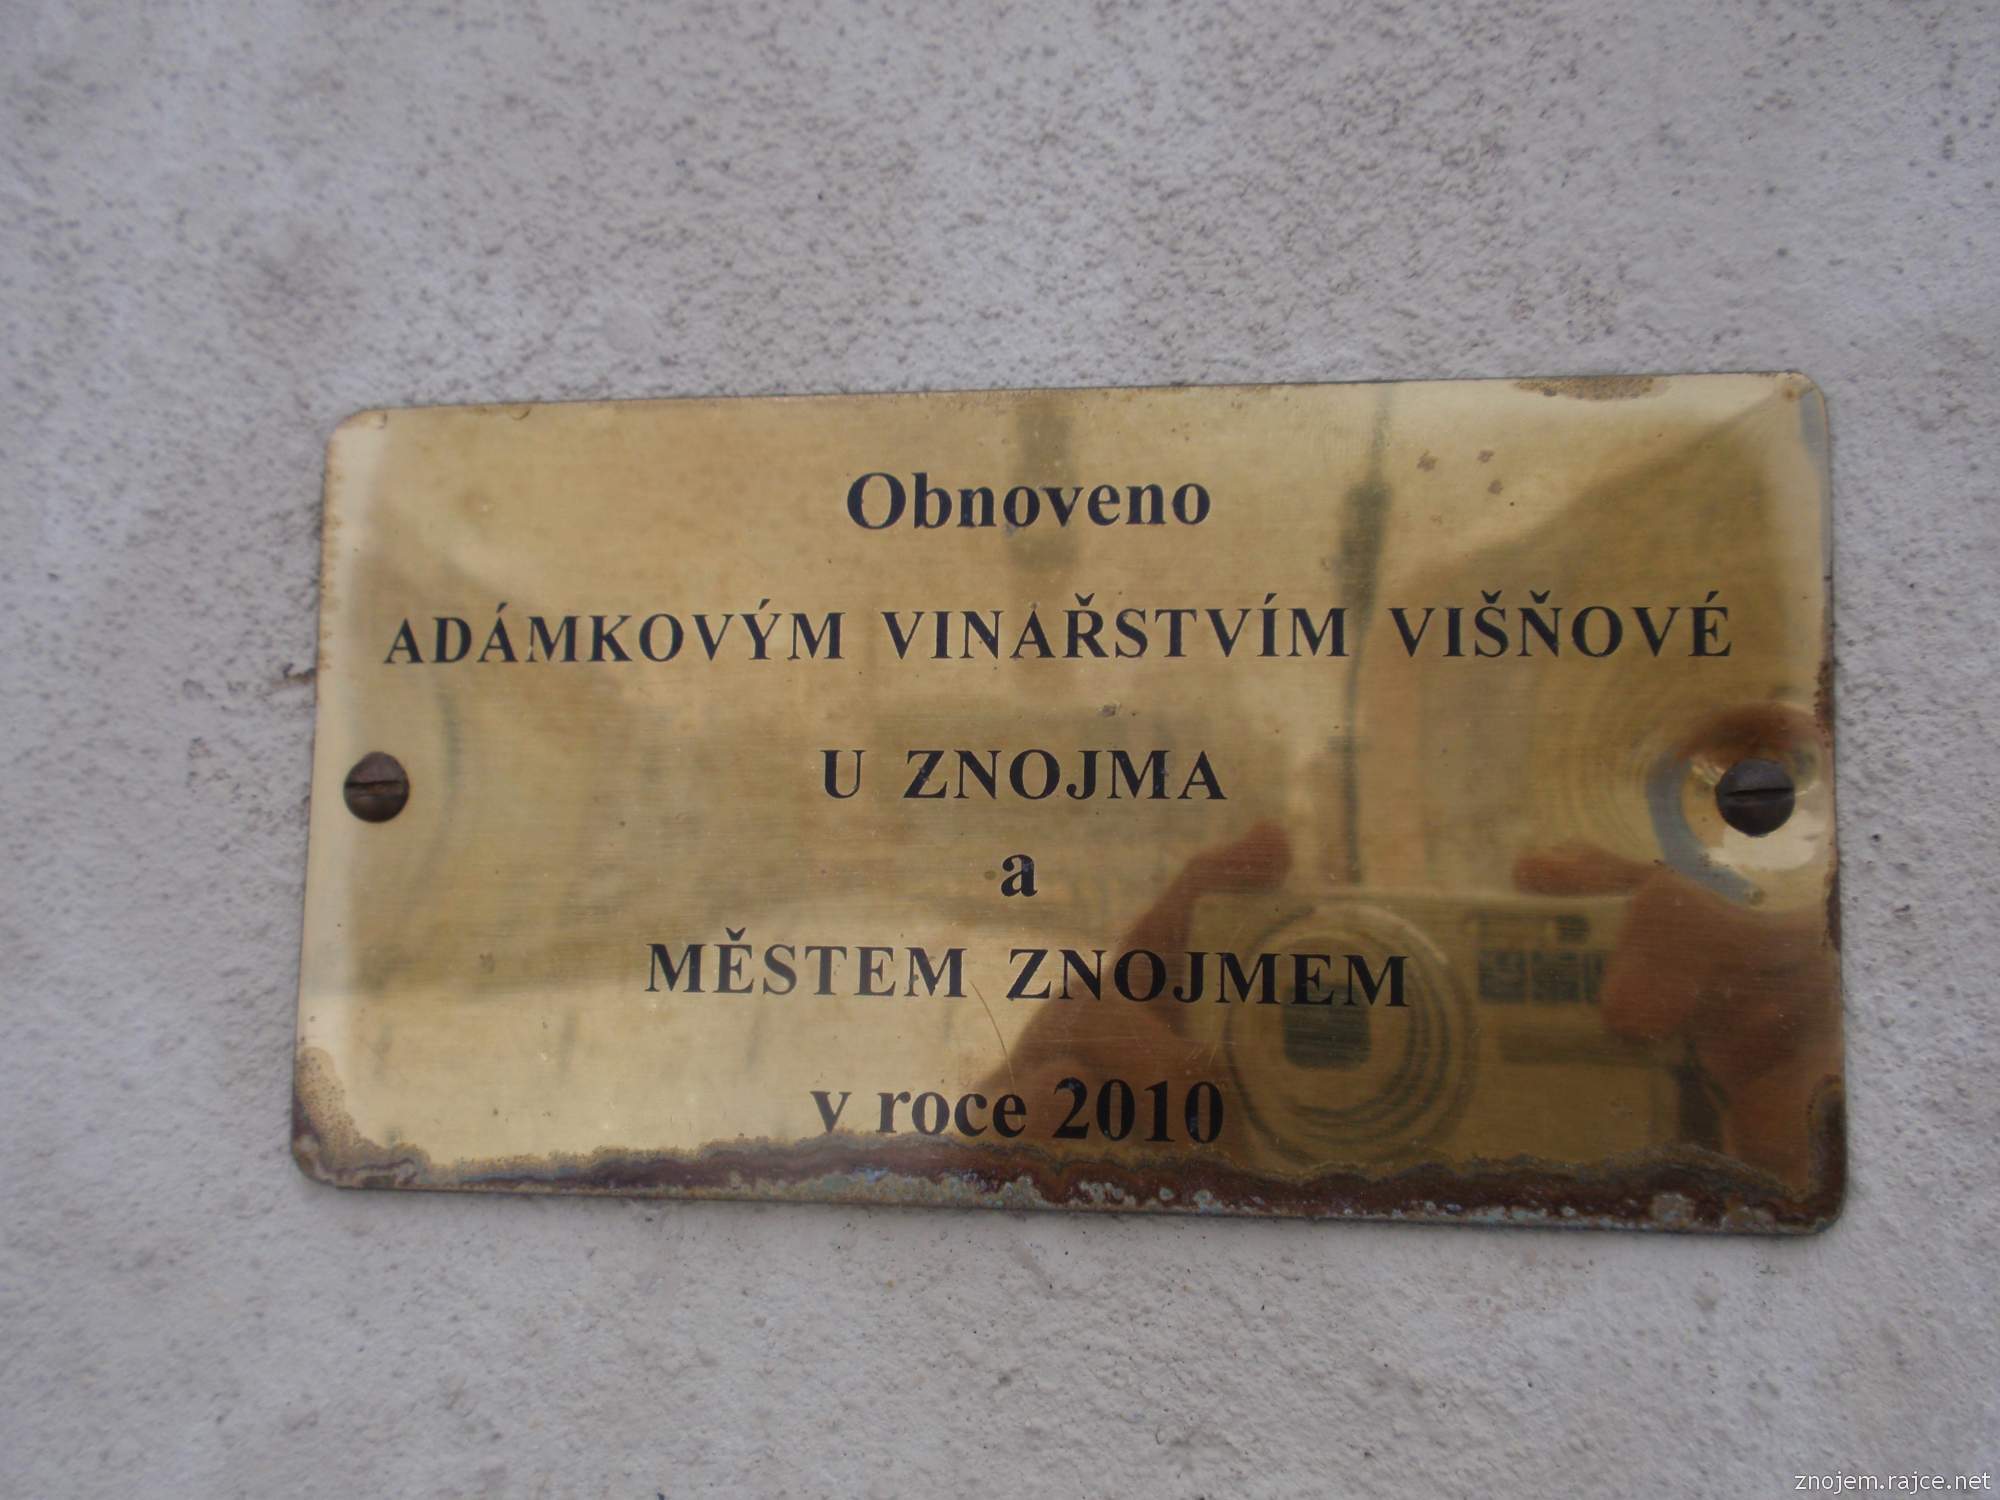 Obnoveno
ADÁMKOVÝM VINAŘSTVÍM VIŠŇOVÉ
U ZNOJMA
a
MĚSTEM ZNOJMEM
v roce 2010
znojem.rajce.net